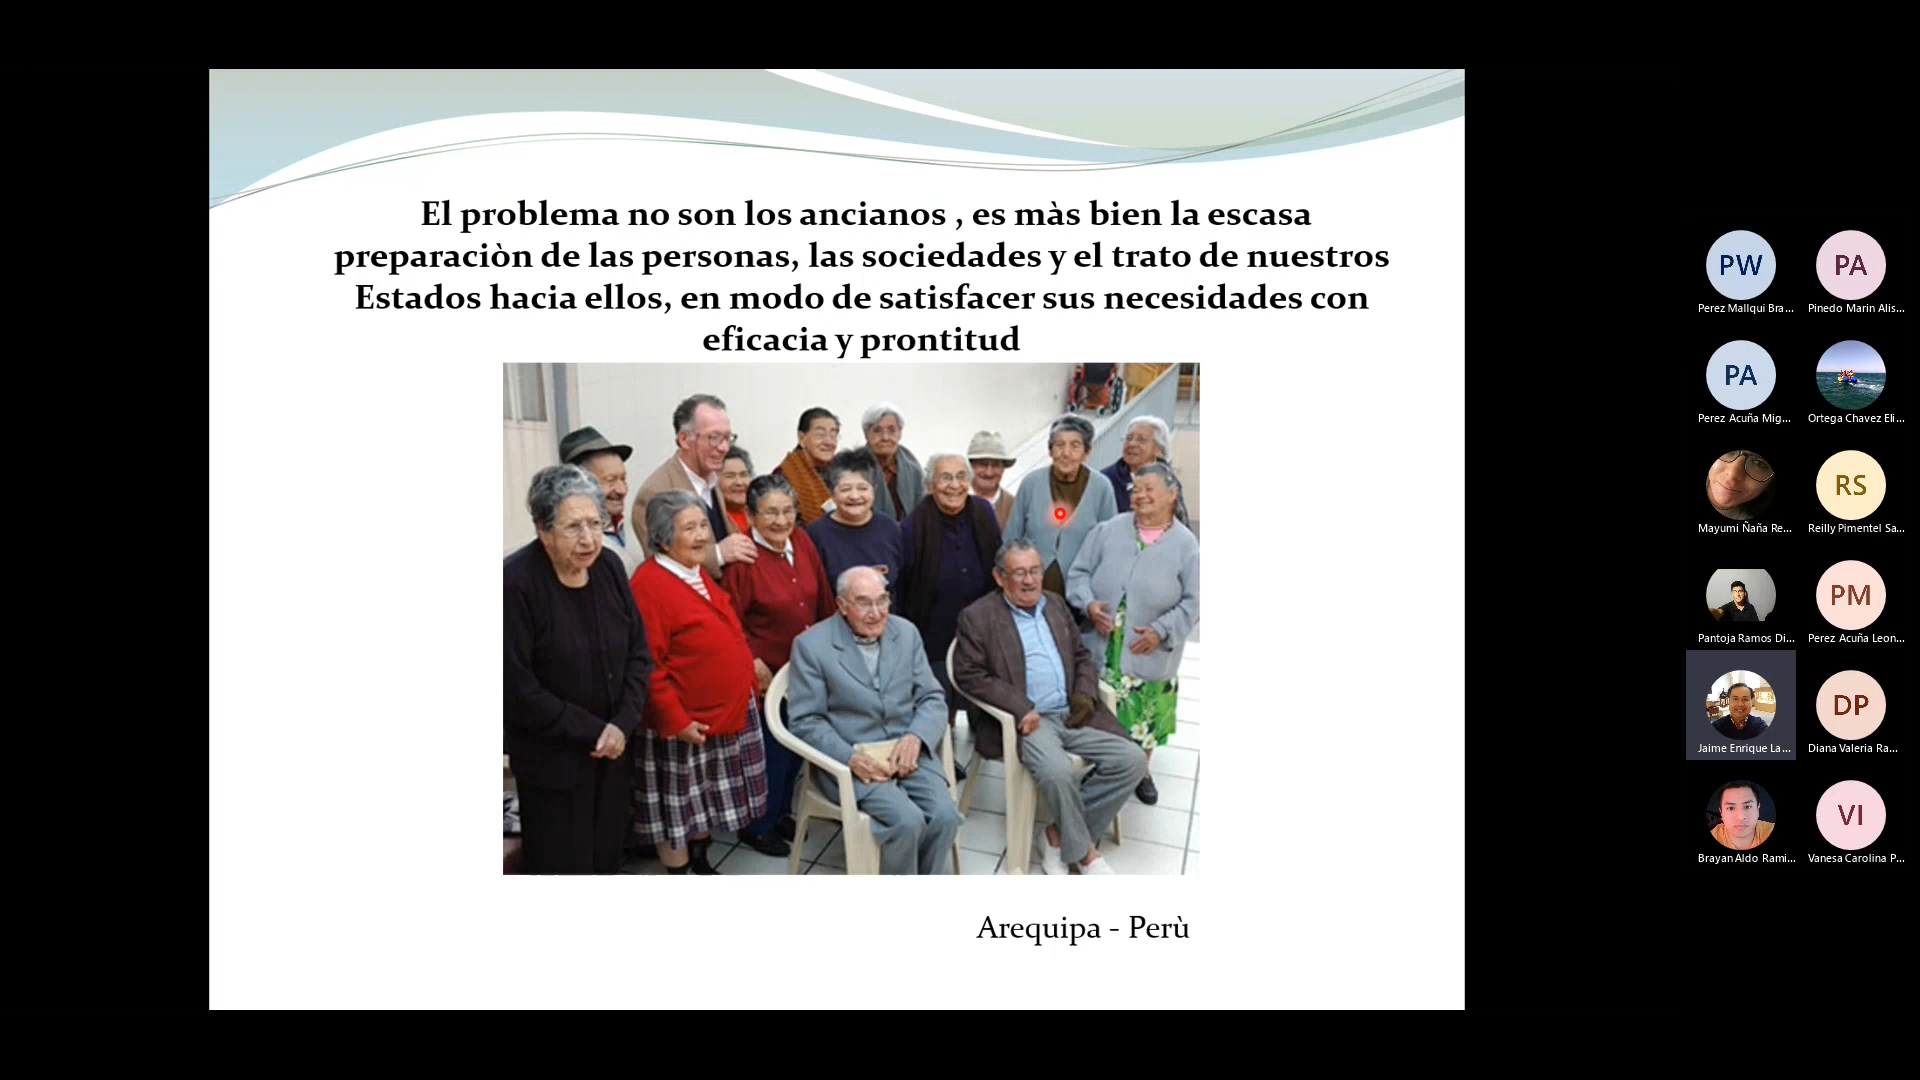 El problema no son los ancianos , es màs bien la escasa
preparaciòn de las personas, las sociedades y el trato de nuestros
Estados hacia ellos, en modo de satisfacer sus necesidades con
eficacia y prontitud
Arequipa - Perù
PW
PA
Perez Mallqui Bra...
Pinedo Marin Alis...
PA
Perez Acuña Mig...
Ortega Chavez Eli...
RS
Mayumi Ñaña Re...
Reilly Pimentel Sa...
PM
Pantoja Ramos Di...
Perez Acuña Leon...
DP
Jaime Enrique La...
Diana Valeria Ra...
VI
Brayan Aldo Rami...
Vanesa Carolina P...